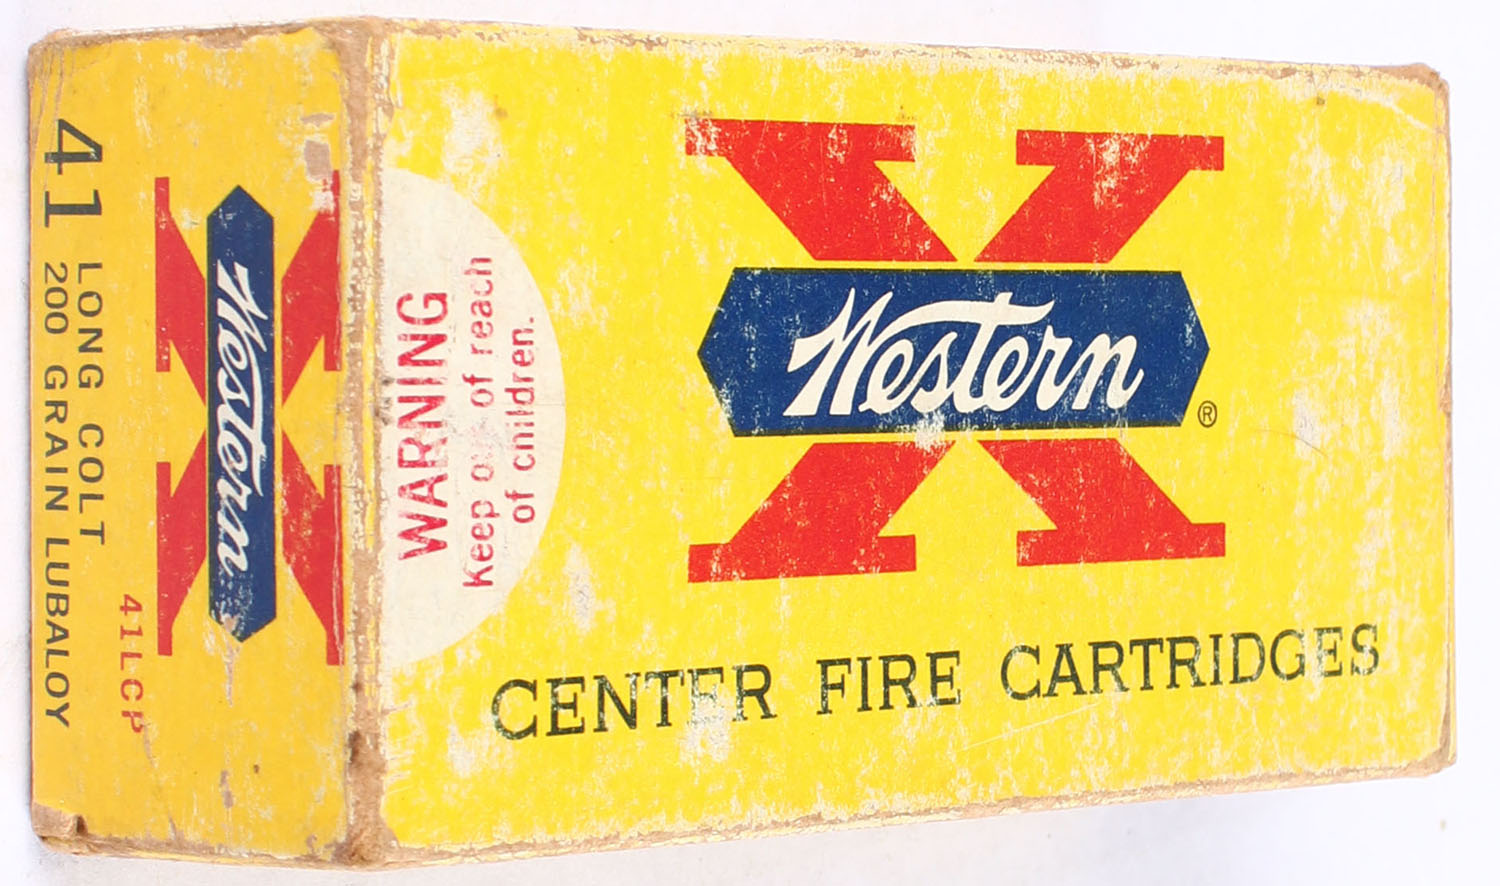 Western
®
CENTER FIRE CARTRIDGES
WARNING
Keep out of reach
of children.
Western
41LCP
41 LONG COLT
200 GRAIN LUBALOY